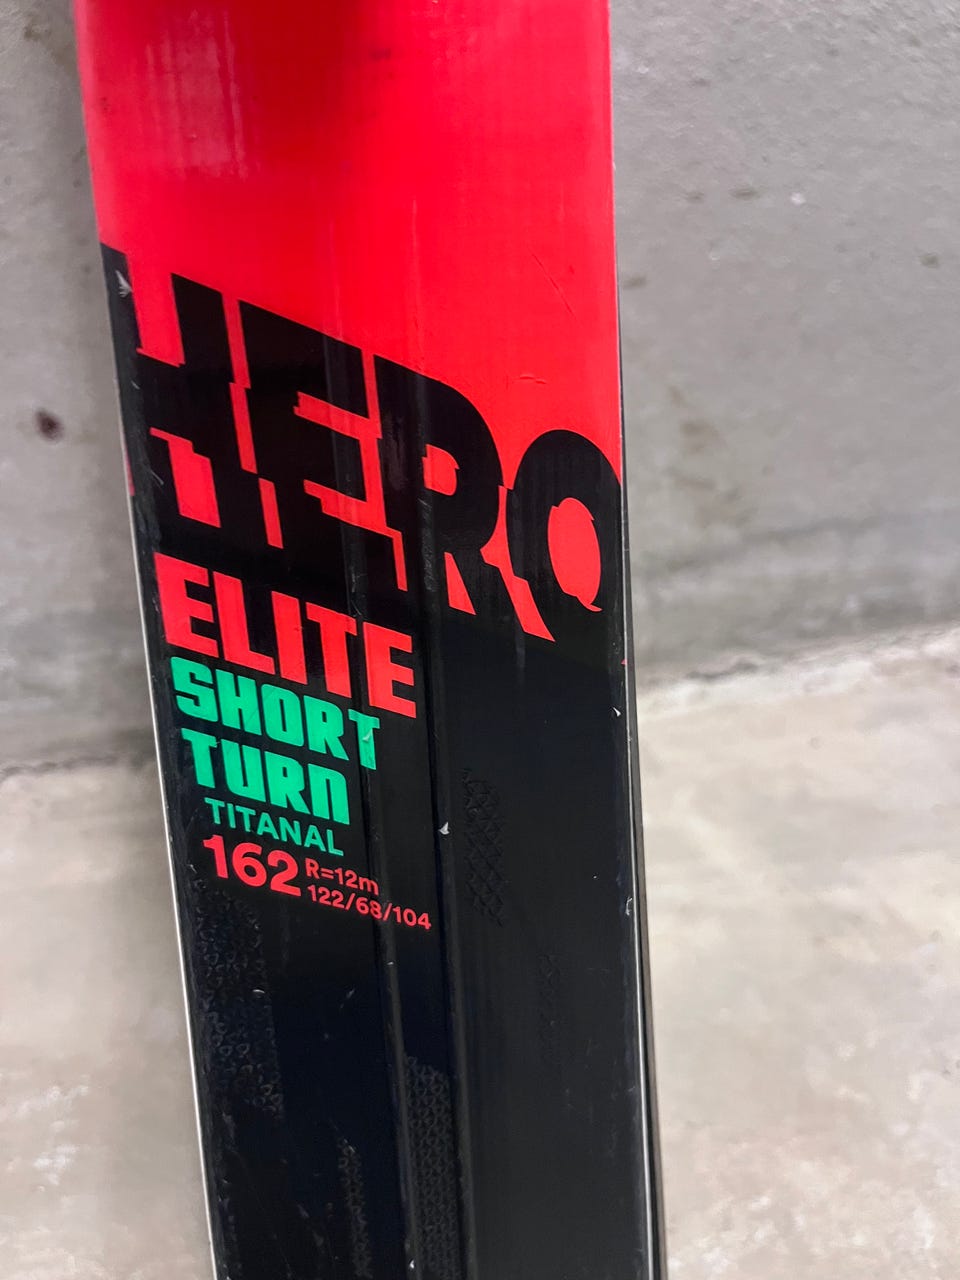 HERO
ELITE
SHORT
TURN
TITANAL
162 R=12m
122/68/104